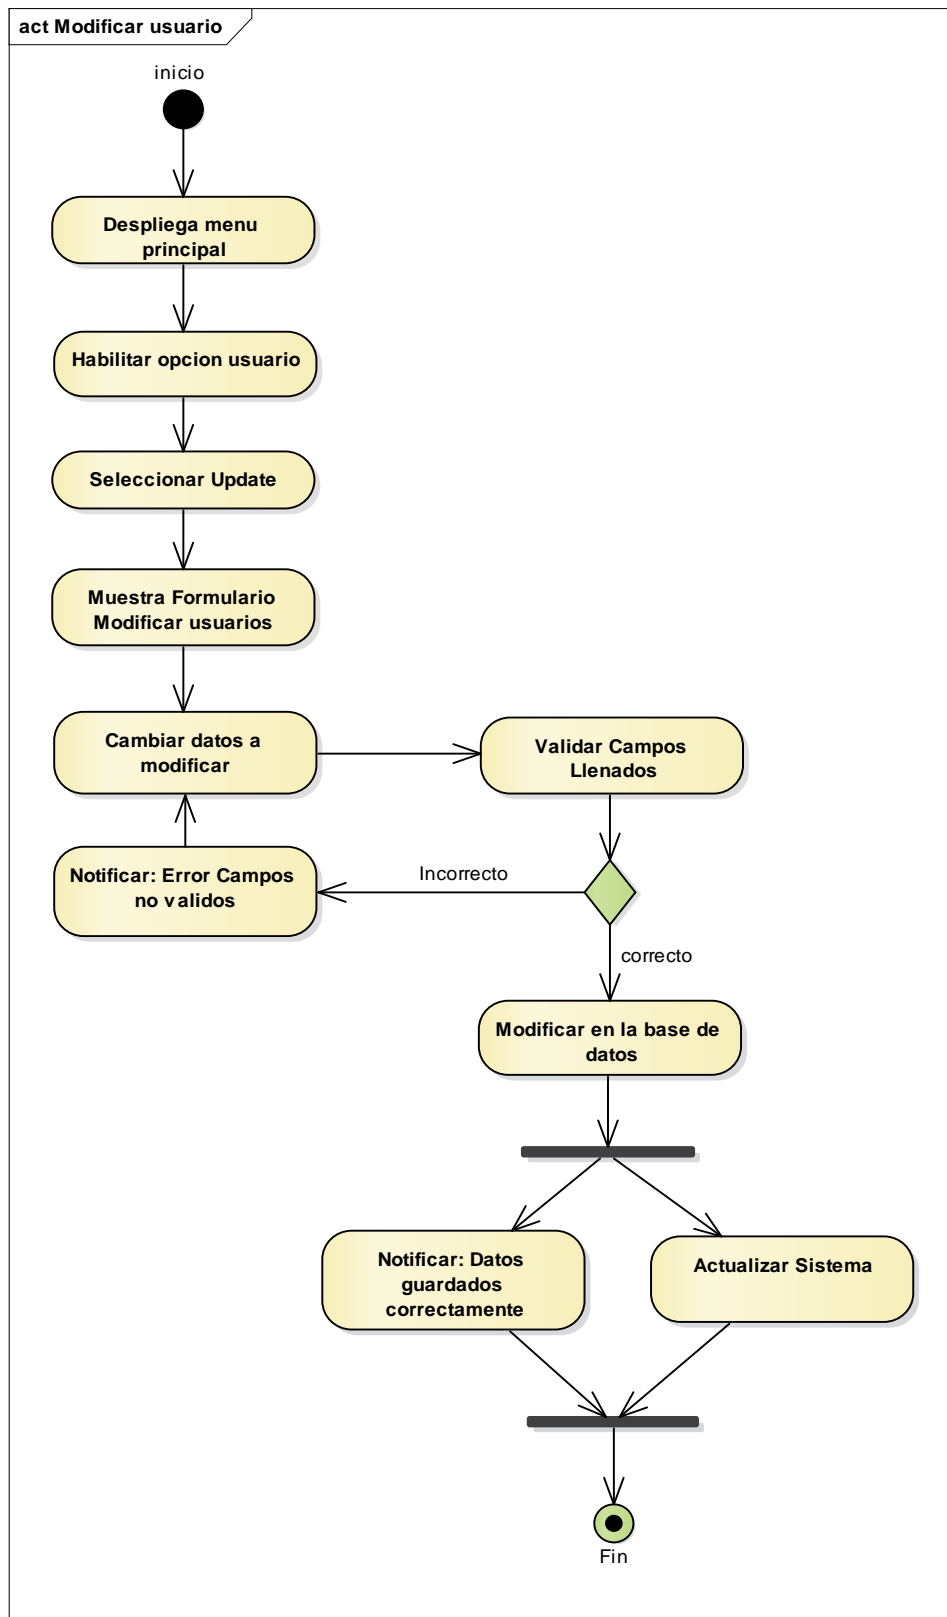 act Modificar usuario
inicio
Despliega menu
principal
Habilitar opcion usuario
Seleccionar Update
Muestra Formulario
Modificar usuarios
Cambiar datos a
modificar
Validar Campos
Llenados
Notificar: Error Campos
no validos
Incorrecto
correcto
Modificar en la base de
datos
Notificar: Datos
guardados
correctamente
Actualizar Sistema
Fin